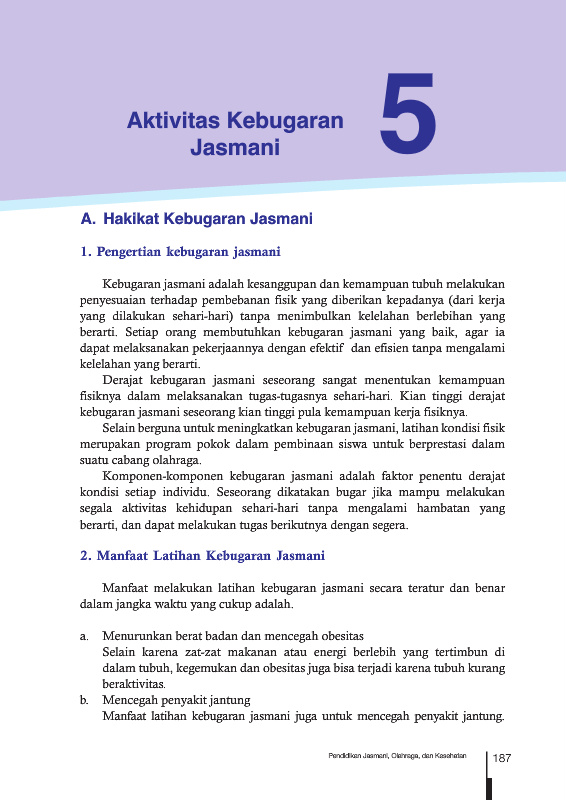 Aktivitas Kebugaran
Jasmani
5
A. Hakikat Kebugaran Jasmani
1. Pengertian kebugaran jasmani
Kebugaran jasmani adalah kesanggupan dan kemampuan tubuh melakukan
penyesuaian terhadap pembebanan fisik yang diberikan kepadanya (dari kerja
yang dilakukan sehari-hari) tanpa menimbulkan kelelahan berlebihan yang
berarti. Setiap orang membutuhkan kebugaran jasmani yang baik, agar ia
dapat melaksanakan pekerjaannya dengan efektif dan efisien tanpa mengalami
kelelahan yang berarti.
Derajat kebugaran jasmani seseorang sangat menentukan kemampuan
fisiknya dalam melaksanakan tugas-tugasnya sehari-hari. Kian tinggi derajat
kebugaran jasmani seseorang kian tinggi pula kemampuan kerja fisiknya.
Selain berguna untuk meningkatkan kebugaran jasmani, latihan kondisi fisik
merupakan program pokok dalam pembinaan siswa untuk berprestasi dalam
suatu cabang olahraga.
Komponen-komponen kebugaran jasmani adalah faktor penentu derajat
kondisi setiap individu. Seseorang dikatakan bugar jika mampu melakukan
segala aktivitas kehidupan sehari-hari tanpa mengalami hambatan yang
berarti, dan dapat melakukan tugas berikutnya dengan segera.
2. Manfaat Latihan Kebugaran Jasmani
Manfaat melakukan latihan kebugaran jasmani secara teratur dan benar
dalam jangka waktu yang cukup adalah.
a. Menurunkan berat badan dan mencegah obesitas
Selain karena zat-zat makanan atau energi berlebih yang tertimbun di
dalam tubuh, kegemukan dan obesitas juga bisa terjadi karena tubuh kurang
beraktivitas.
b. Mencegah penyakit jantung
Manfaat latihan kebugaran jasmani juga untuk mencegah penyakit jantung.
Pendidikan Jasmani, Olahraga, dan Kesehatan
187